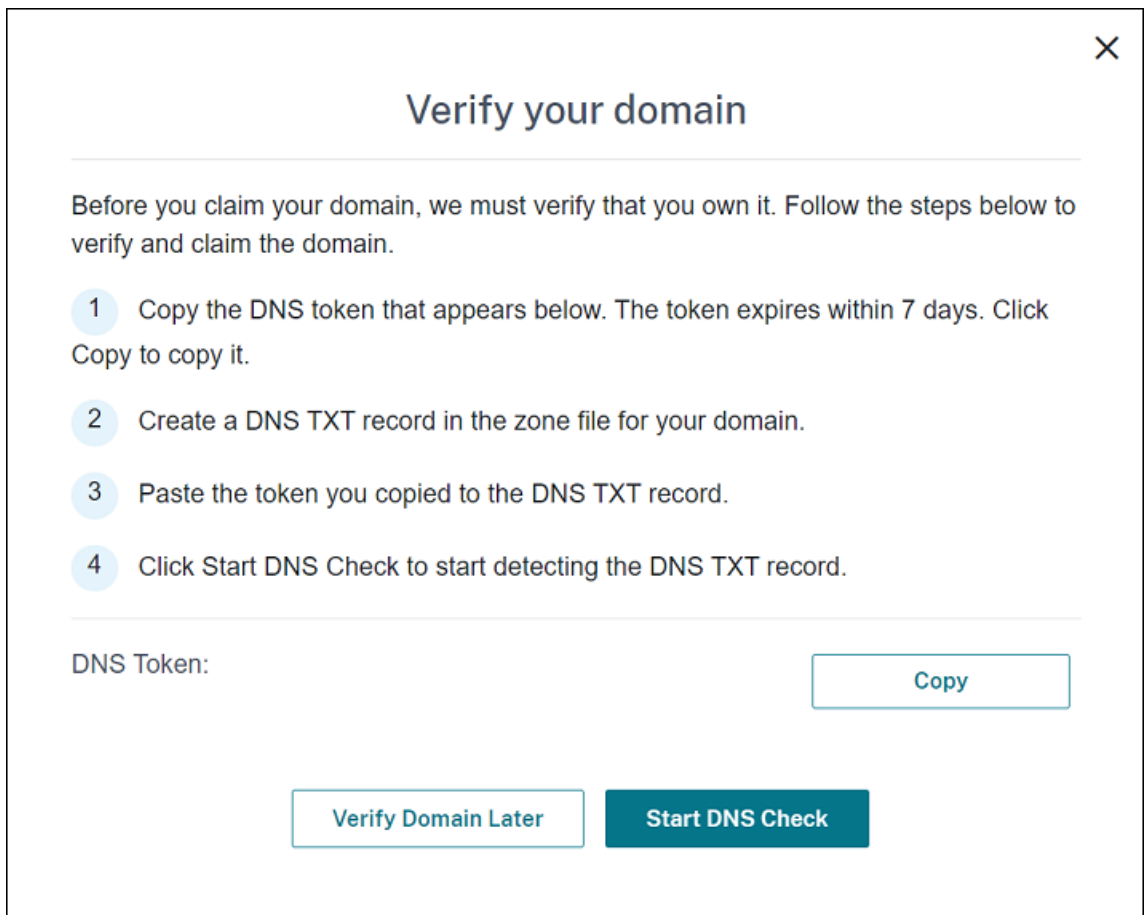 Verify your domain
Before you claim your domain, we must verify that you own it. Follow the steps below to
verify and claim the domain.
1 Copy the DNS token that appears below. The token expires within 7 days. Click
Copy to copy it.
2 Create a DNS TXT record in the zone file for your domain.
3 Paste the token you copied to the DNS TXT record.
4 Click Start DNS Check to start detecting the DNS TXT record.
DNS Token:
Copy
Verify Domain Later
Start DNS Check